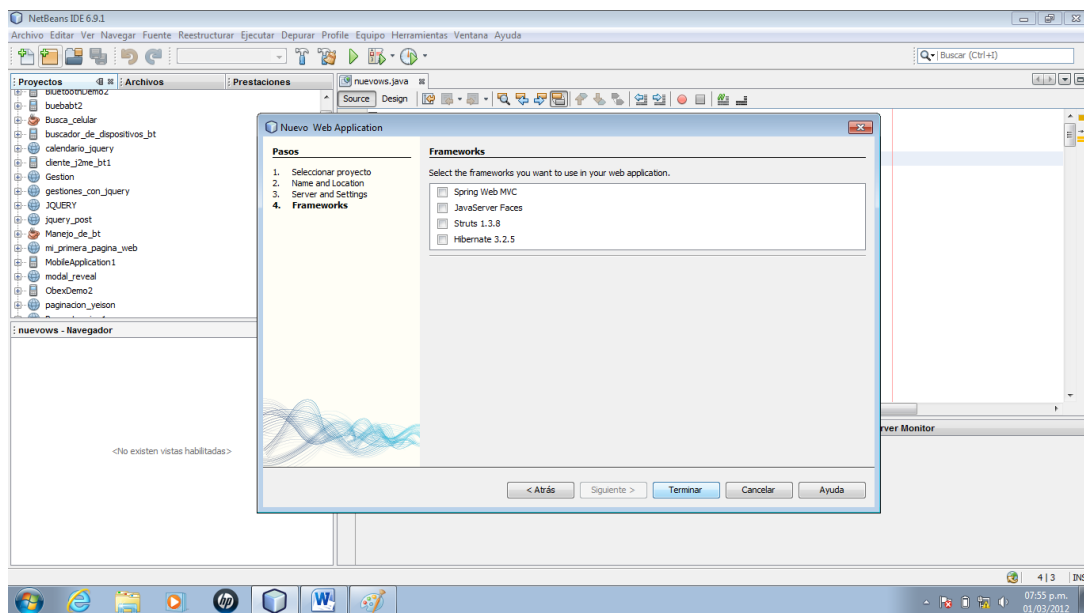 NetBeans IDE 6.9.1
Archivo Editar Ver Navegar Fuente Reestructurar Ejecutar Depurar Profile Equipo Herramientas Ventana Ayuda
Buscar (Ctrl+I)
Proyectos Archivos Prestaciones nuevows.java
BluetoothDemo2 Source Design
buebabt2
Busca_celular
buscador_de_dispositivos_bt
calendario_jquery
cliente_j2me_bt1
Gestion
gestiones_con_jquery
JQUERY
jquery_post
Manejo_de_bt
mi_primera_pagina_web
MobileApplication1
modal_reveal
ObexDemo2
paginacion_yeison
nuevows - Navegador
<No existen vistas habilitadas>
Nuevo Web Application
Pasos
1. Seleccionar proyecto
2. Name and Location
3. Server and Settings
4. Frameworks
Frameworks
Select the frameworks you want to use in your web application.
Spring Web MVC
JavaServer Faces
Struts 1.3.8
Hibernate 3.2.5
< Atrás Siguiente > Terminar Cancelar Ayuda
rver Monitor
4|3 INS
hp W
07:55 p.m.
01/03/2012